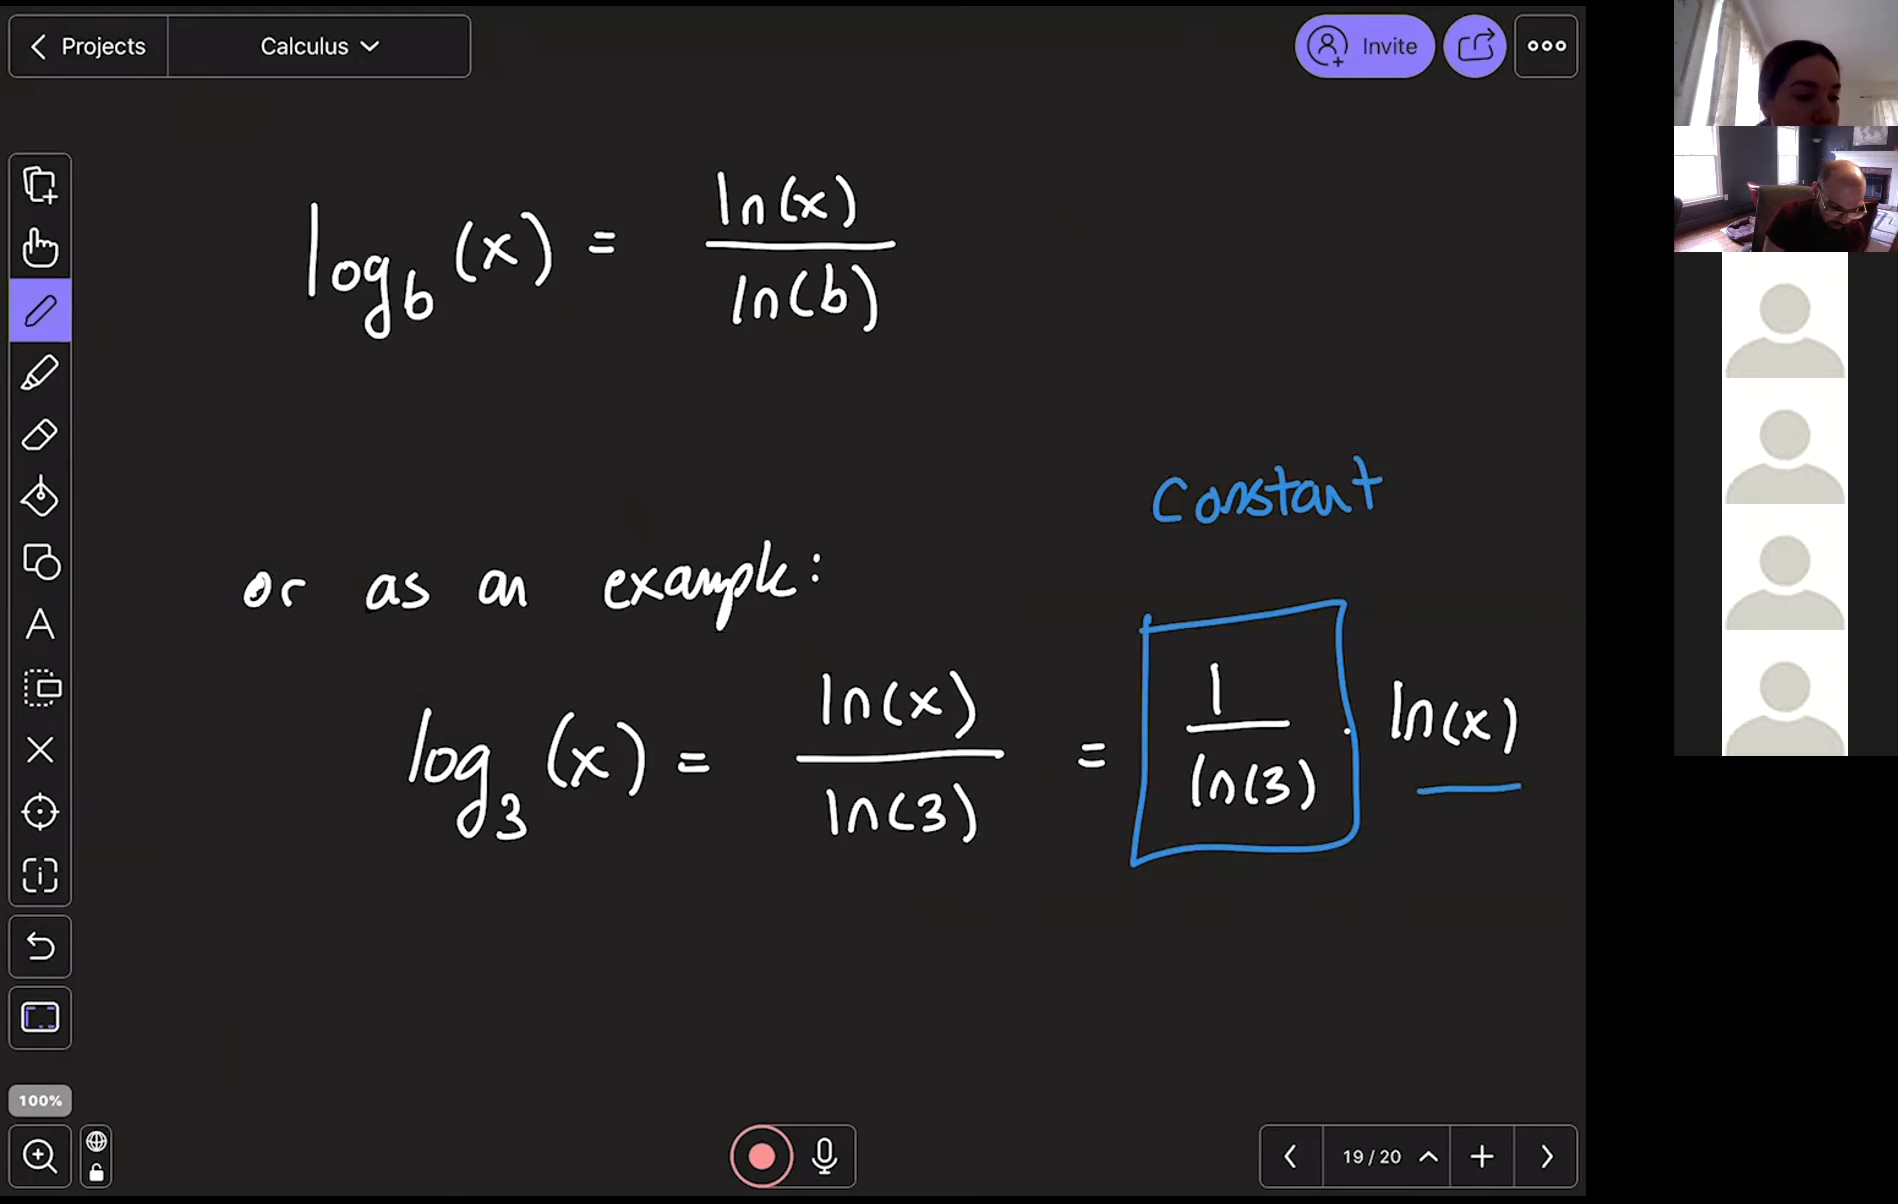 Projects Calculus Invite
log_b (x) = ln(x) / ln(b)
Constant
or as an example:
log_3 (x) = ln(x) / ln(3) = 1 / ln(3) · ln(x)
A
100%
19 / 20